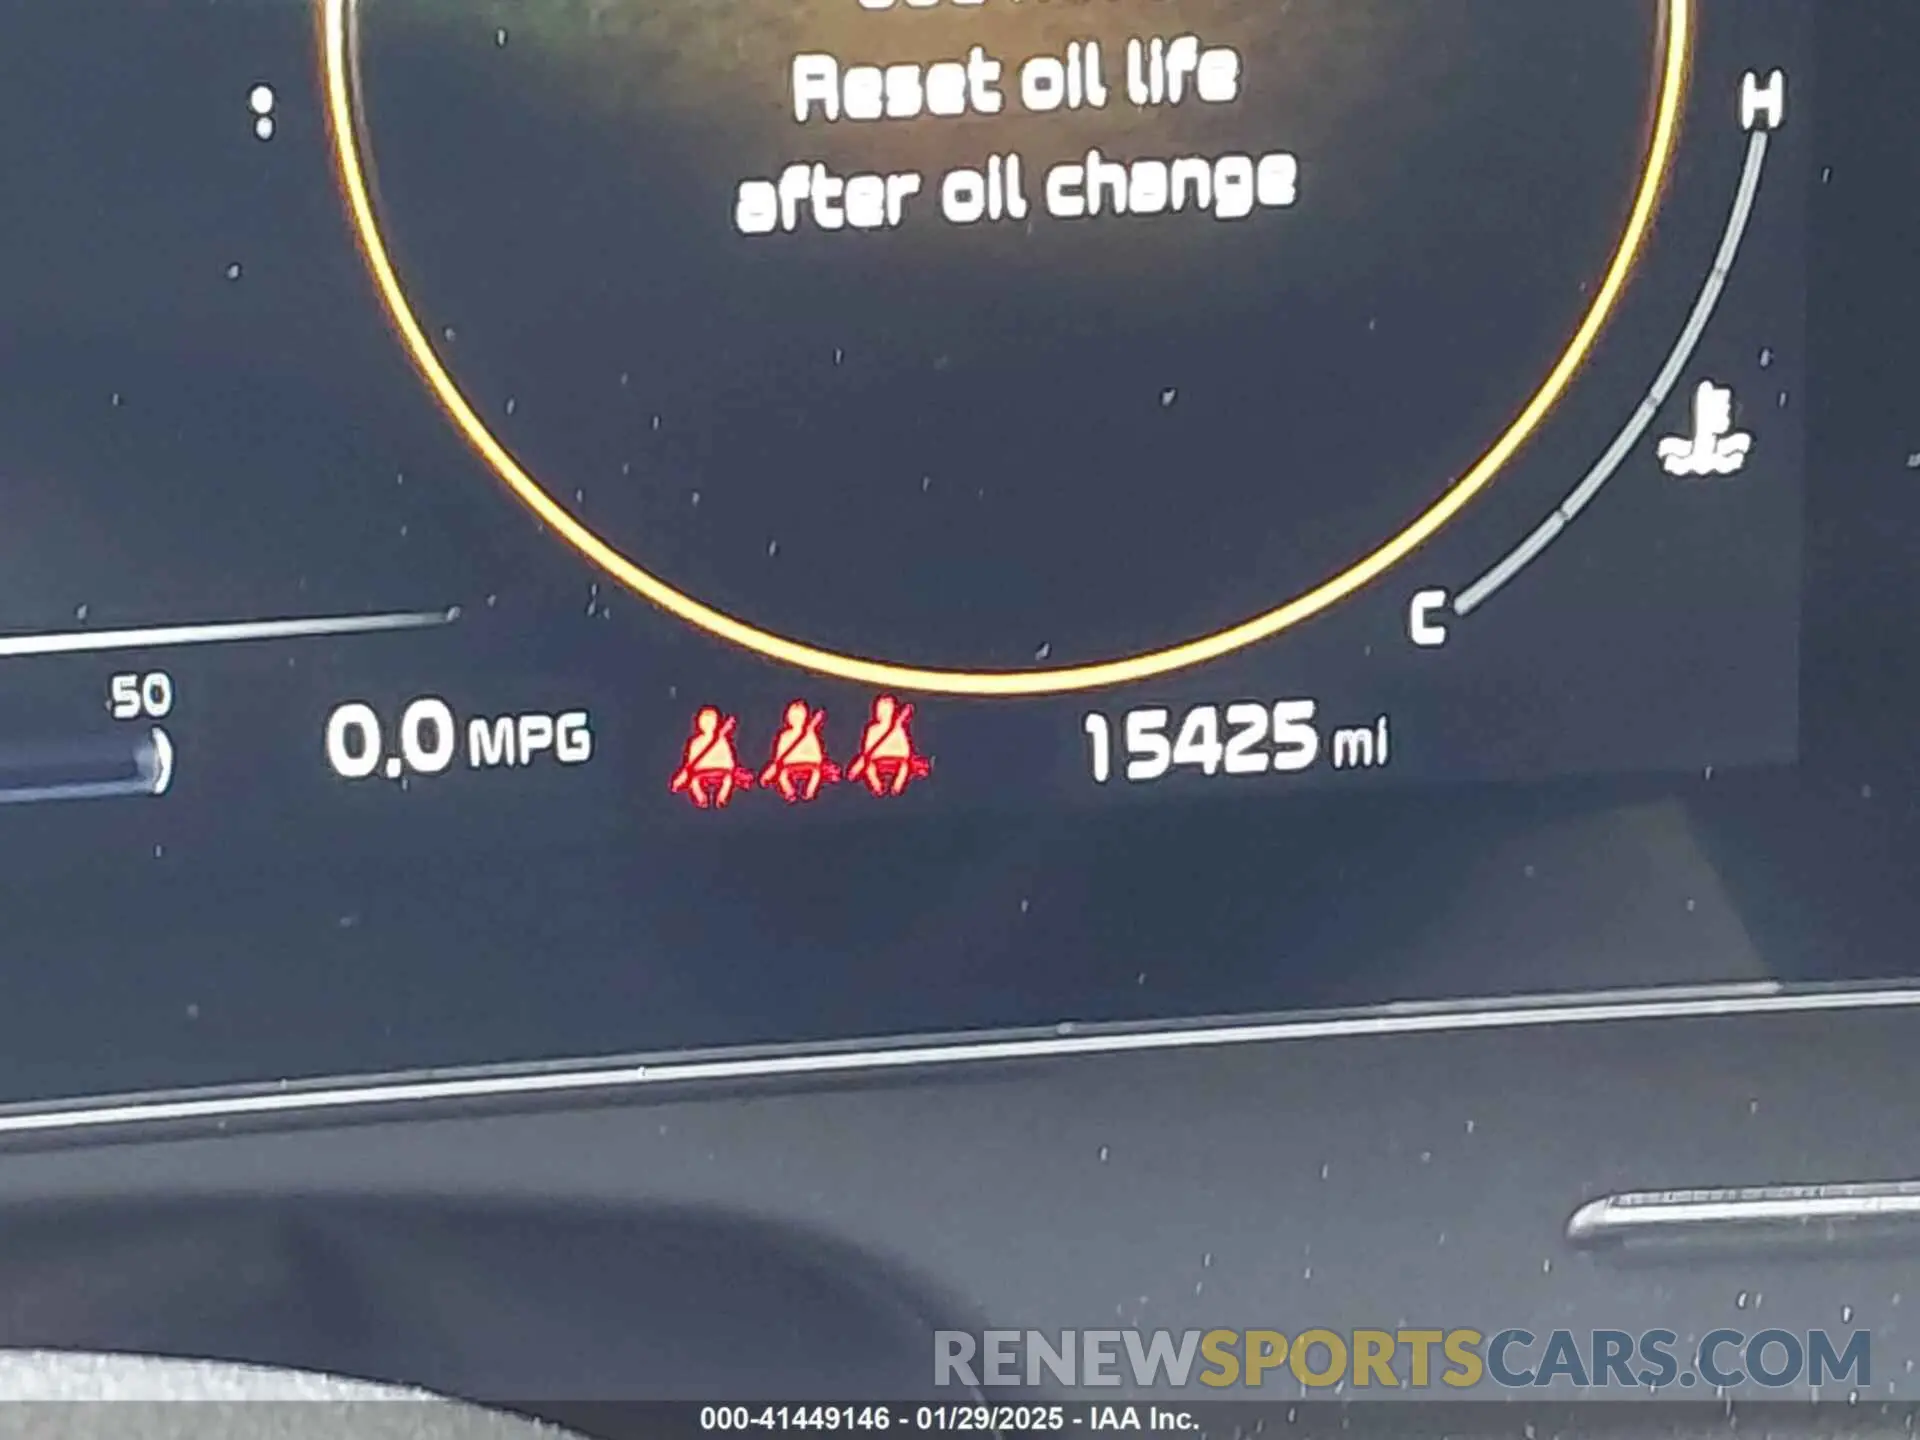 Reset oil life
after oil change
H
C
50
0.0 MPG
15425 mi
RENEWSPORTSCARS.COM
000-41449146 - 01/29/2025 - IAA Inc.